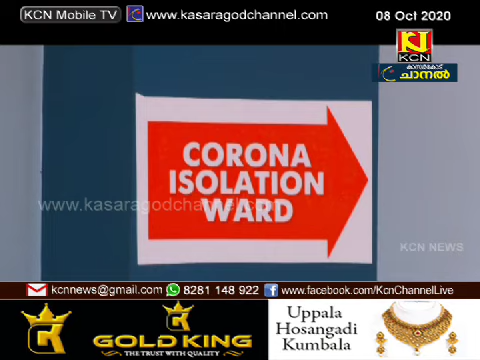 KCN Mobile TV
www.kasaragodchannel.com
08 Oct 2020
KCN
കാസർകോട്
ചാനൽ
CORONA
ISOLATION
WARD
www.kasaragodchannel.com
KCN NEWS
kcnnews@gmail.com 8281 148 922 www.facebook.com/KcnChannelLive
GOLD KING
THE TRUST WITH QUALITY
Uppala
Hosangadi
Kumbala